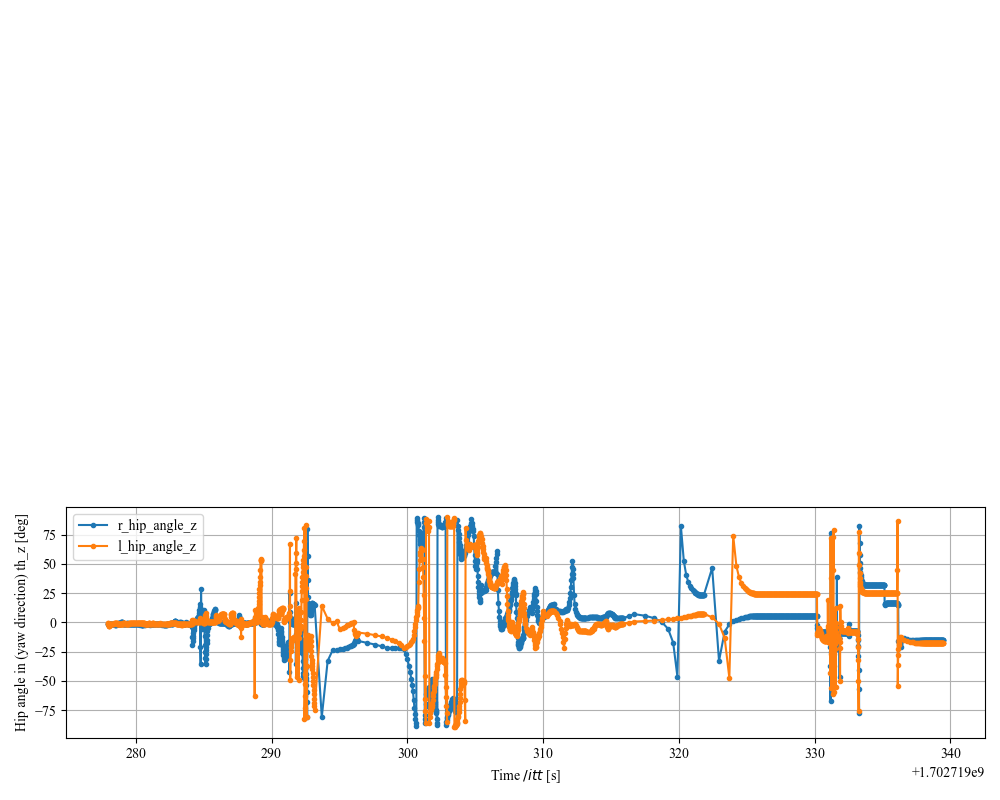 r_hip_angle_z
l_hip_angle_z
Hip angle in (yaw direction) th_z [deg]
75
50
25
0
−25
−50
−75
280 290 300 310 320 330 340
Time /itt [s]
+1.702719e9